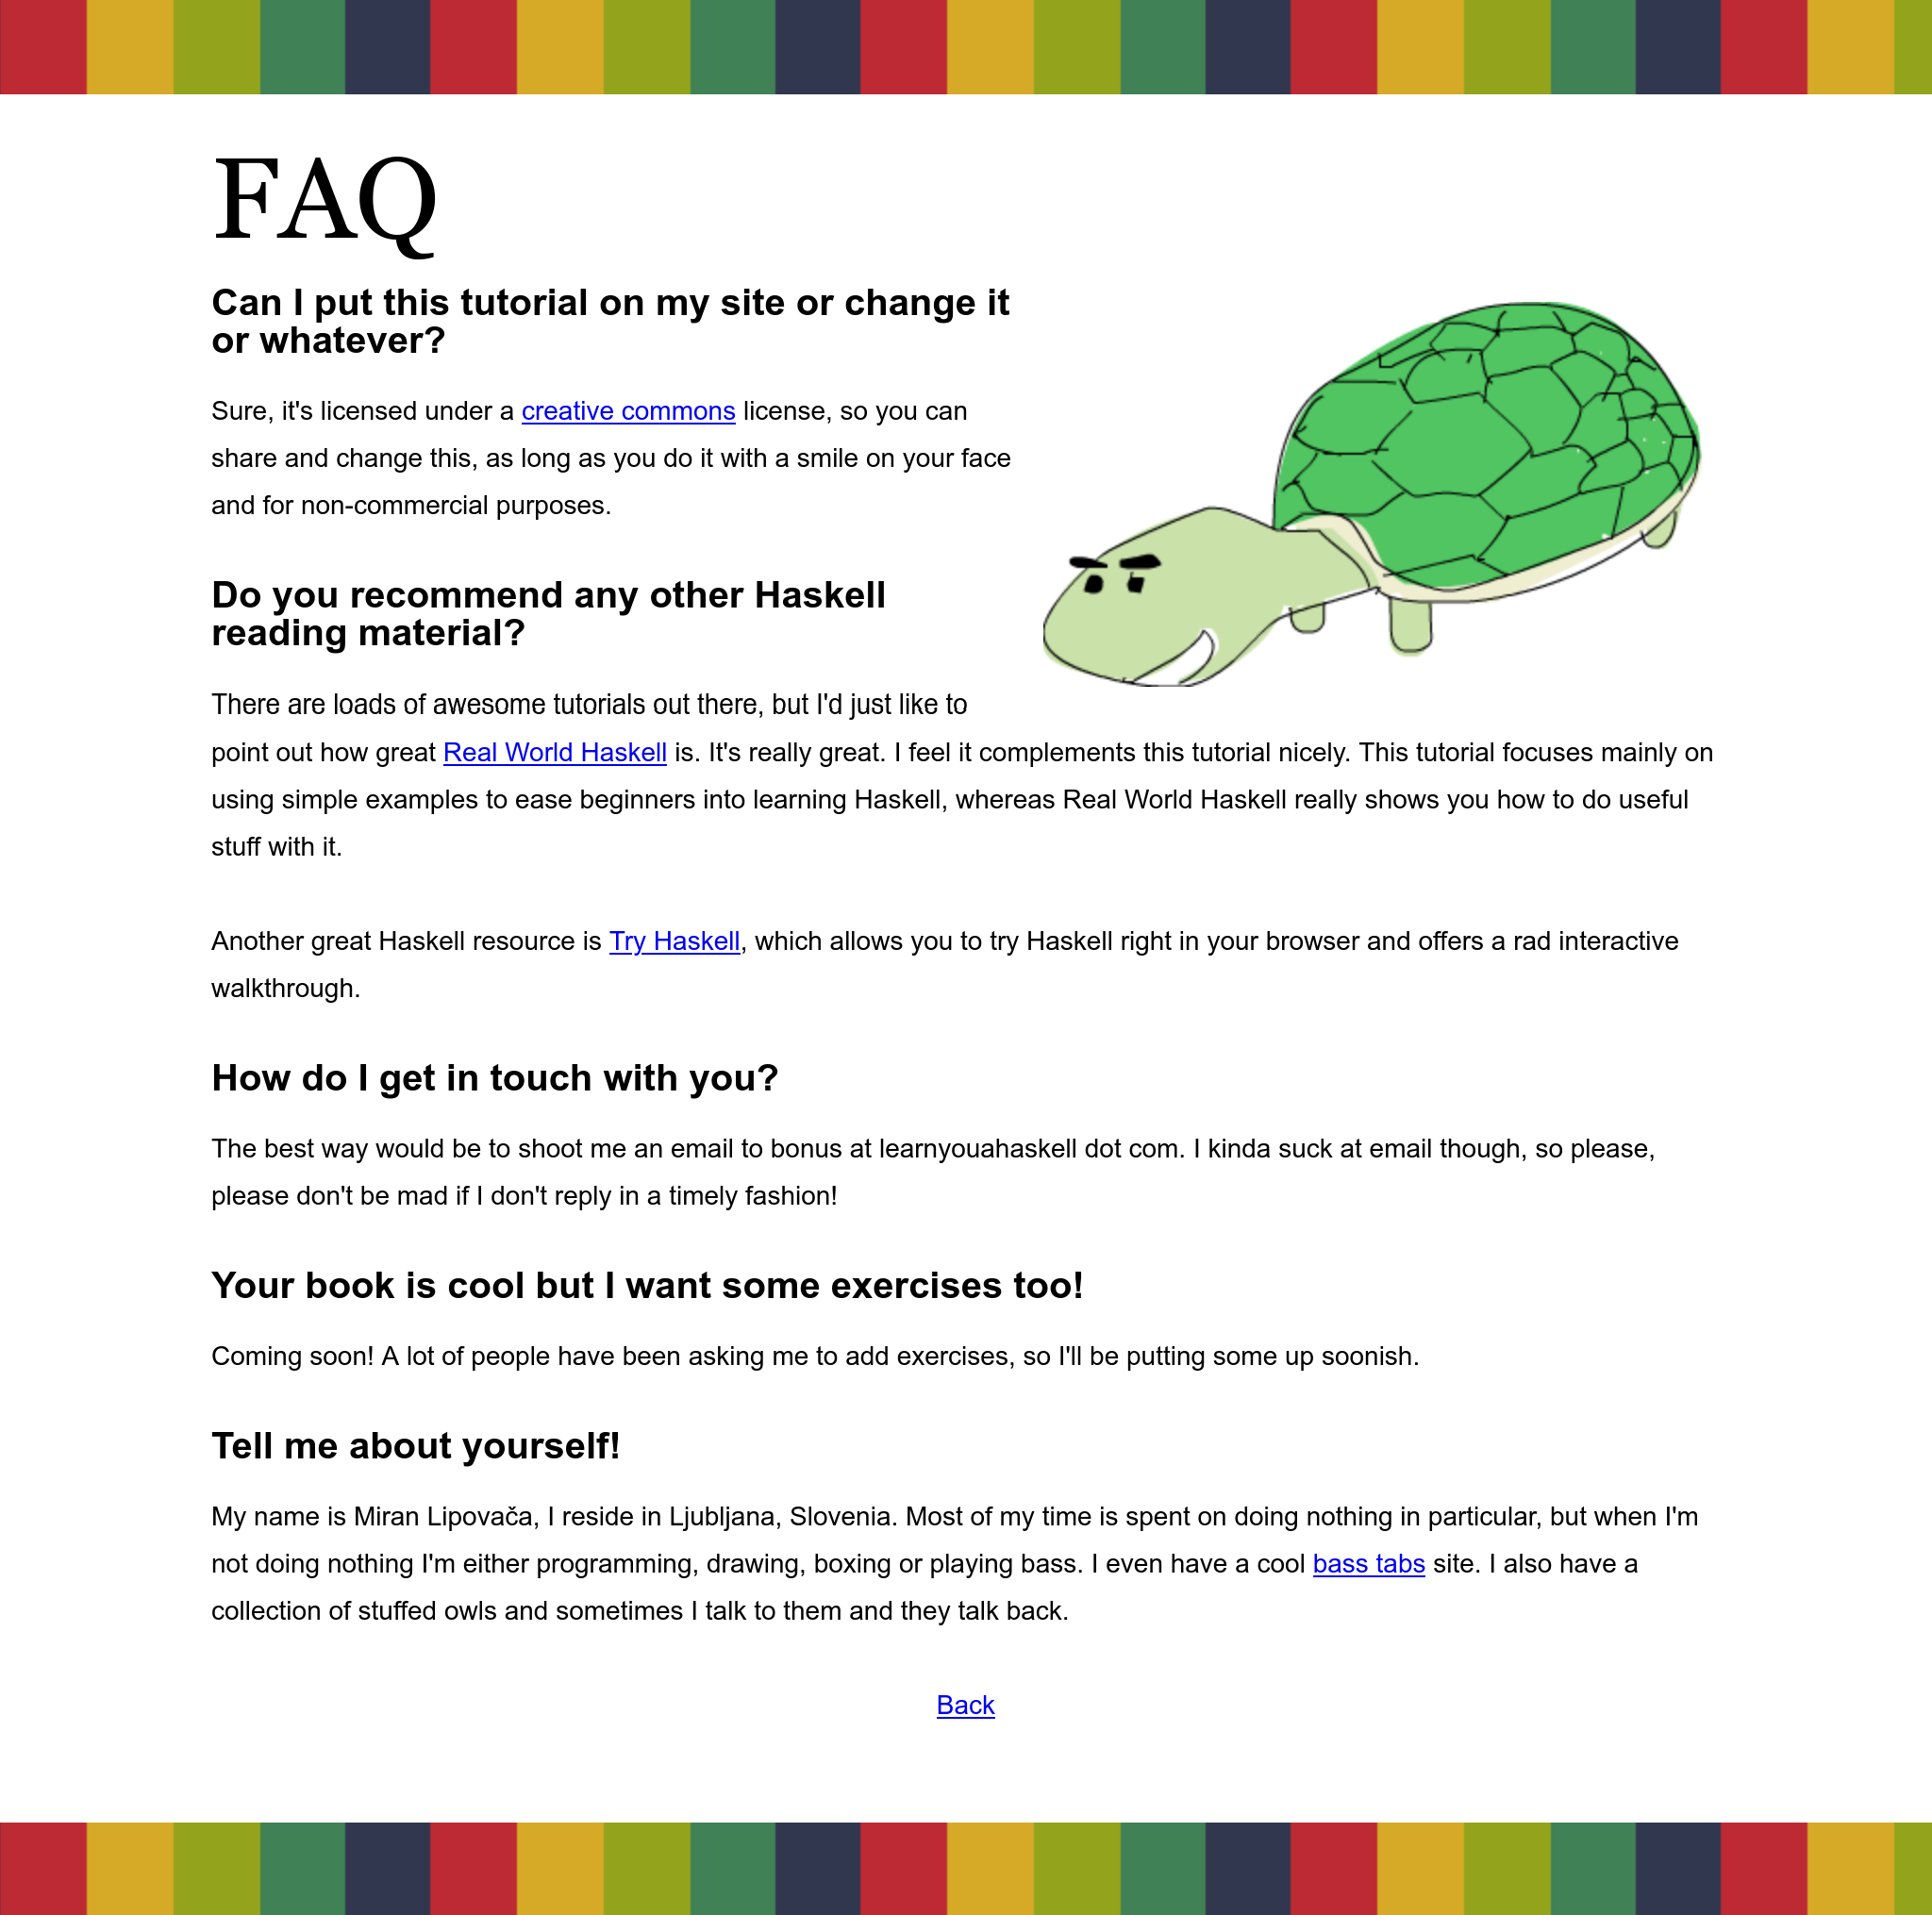 FAQ
Can I put this tutorial on my site or change it
or whatever?
Sure, it's licensed under a creative commons license, so you can
share and change this, as long as you do it with a smile on your face
and for non-commercial purposes.
Do you recommend any other Haskell
reading material?
There are loads of awesome tutorials out there, but I'd just like to
point out how great Real World Haskell is. It's really great. I feel it complements this tutorial nicely. This tutorial focuses mainly on
using simple examples to ease beginners into learning Haskell, whereas Real World Haskell really shows you how to do useful
stuff with it.
Another great Haskell resource is Try Haskell, which allows you to try Haskell right in your browser and offers a rad interactive
walkthrough.
How do I get in touch with you?
The best way would be to shoot me an email to bonus at learnyouahaskell dot com. I kinda suck at email though, so please,
please don't be mad if I don't reply in a timely fashion!
Your book is cool but I want some exercises too!
Coming soon! A lot of people have been asking me to add exercises, so I'll be putting some up soonish.
Tell me about yourself!
My name is Miran Lipovača, I reside in Ljubljana, Slovenia. Most of my time is spent on doing nothing in particular, but when I'm
not doing nothing I'm either programming, drawing, boxing or playing bass. I even have a cool bass tabs site. I also have a
collection of stuffed owls and sometimes I talk to them and they talk back.
Back